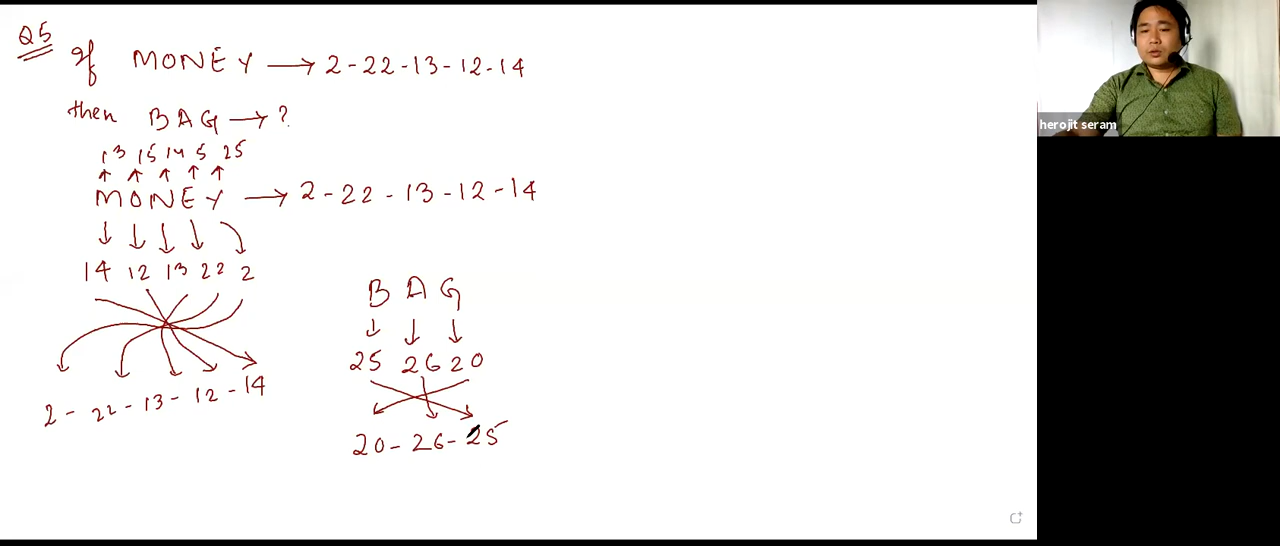 Q5
If MONEY → 2-22-13-12-14
then BAG → ?
13 15 14 5 25
MONEY → 2-22-13-12-14
14 12 13 22 2
2-22-13-12-14
BAG
25 26 20
20-26-25
herojit seram